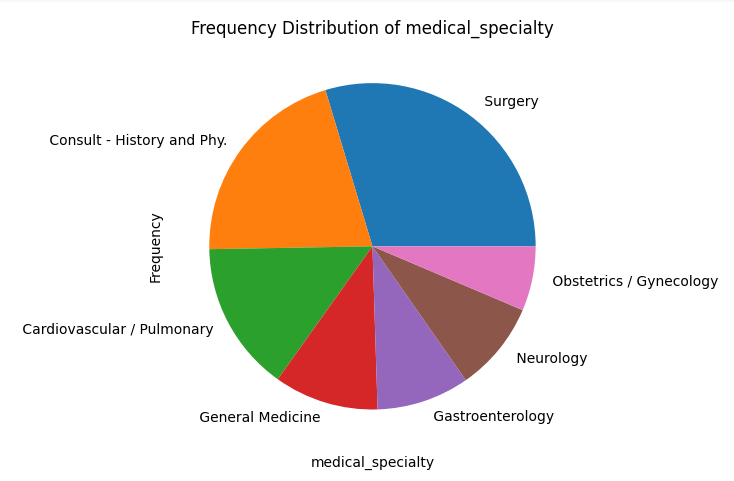 Frequency Distribution of medical_specialty
Surgery
Consult - History and Phy.
Frequency
Obstetrics / Gynecology
Cardiovascular / Pulmonary
Neurology
General Medicine
Gastroenterology
medical_specialty